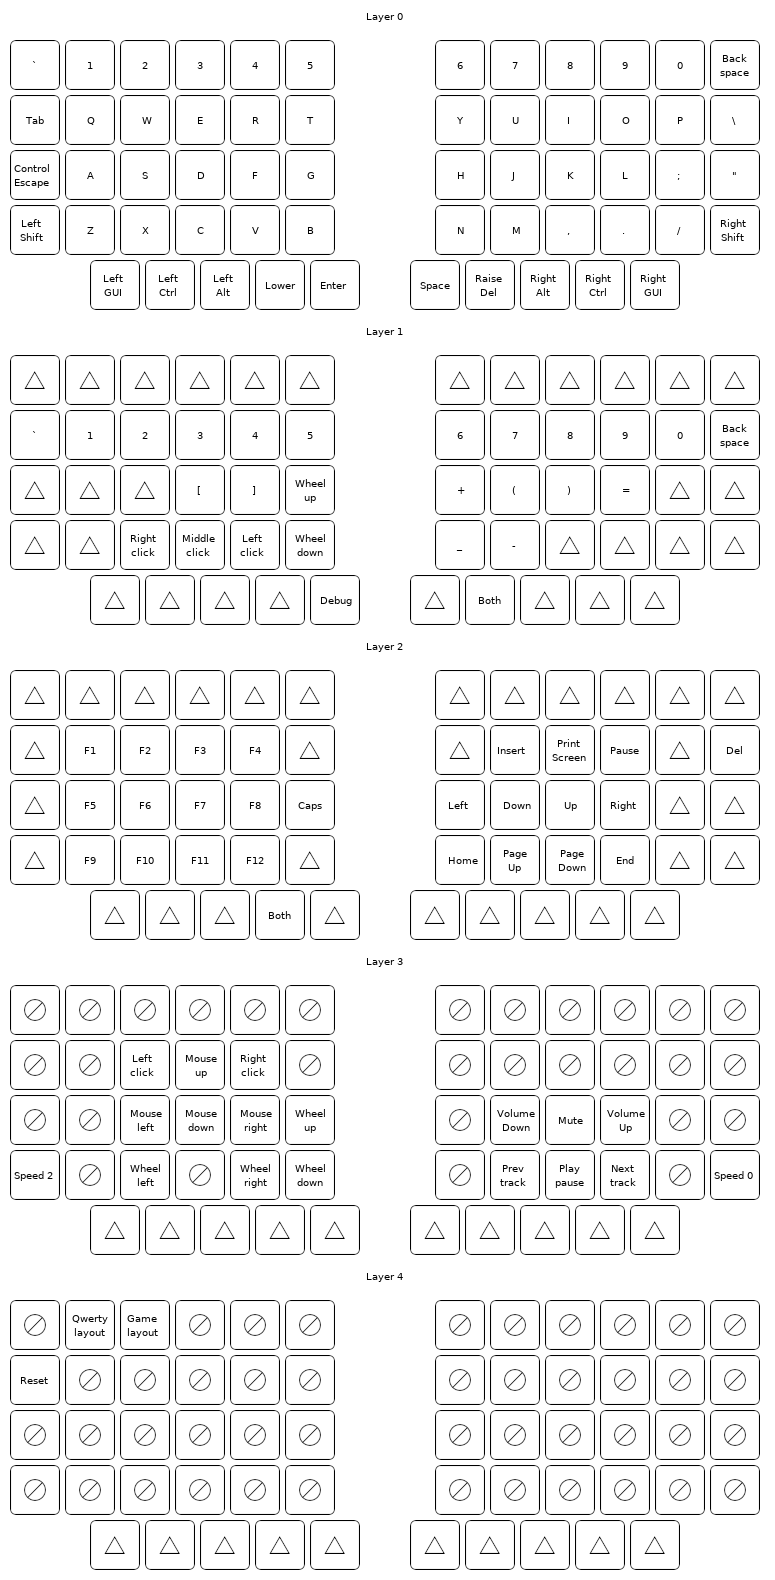 Layer 0
` 1 2 3 4 5 6 7 8 9 0 Back space
Tab Q W E R T Y U I O P \
Control Escape A S D F G H J K L ; "
Left Shift Z X C V B N M , . / Right Shift
Left GUI Left Ctrl Left Alt Lower Enter Space Raise Del Right Alt Right Ctrl Right GUI
Layer 1
` 1 2 3 4 5 6 7 8 9 0 Back space
[ ] Wheel up + ( ) =
Right click Middle click Left click Wheel down _ -
Debug Both
Layer 2
F1 F2 F3 F4 Insert Print Screen Pause Del
F5 F6 F7 F8 Caps Left Down Up Right
F9 F10 F11 F12 Home Page Up Page Down End
Both
Layer 3
Left click Mouse up Right click
Mouse left Mouse down Mouse right Wheel up Volume Down Mute Volume Up
Speed 2 Wheel left Wheel right Wheel down Prev track Play pause Next track Speed 0
Layer 4
Qwerty layout Game layout
Reset